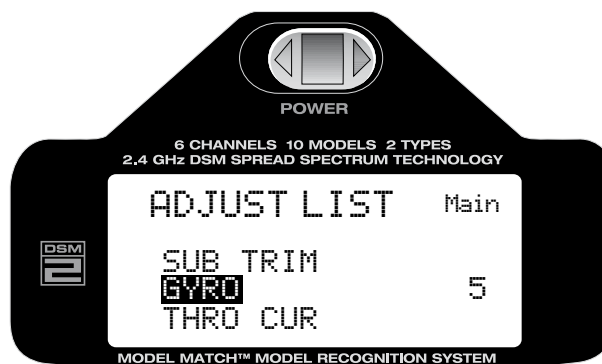 POWER
6 CHANNELS 10 MODELS 2 TYPES
2.4 GHz DSM SPREAD SPECTRUM TECHNOLOGY
ADJUST LIST Main
DSM
2
SUB TRIM
GYRO 5
THRO CUR
MODEL MATCH™ MODEL RECOGNITION SYSTEM